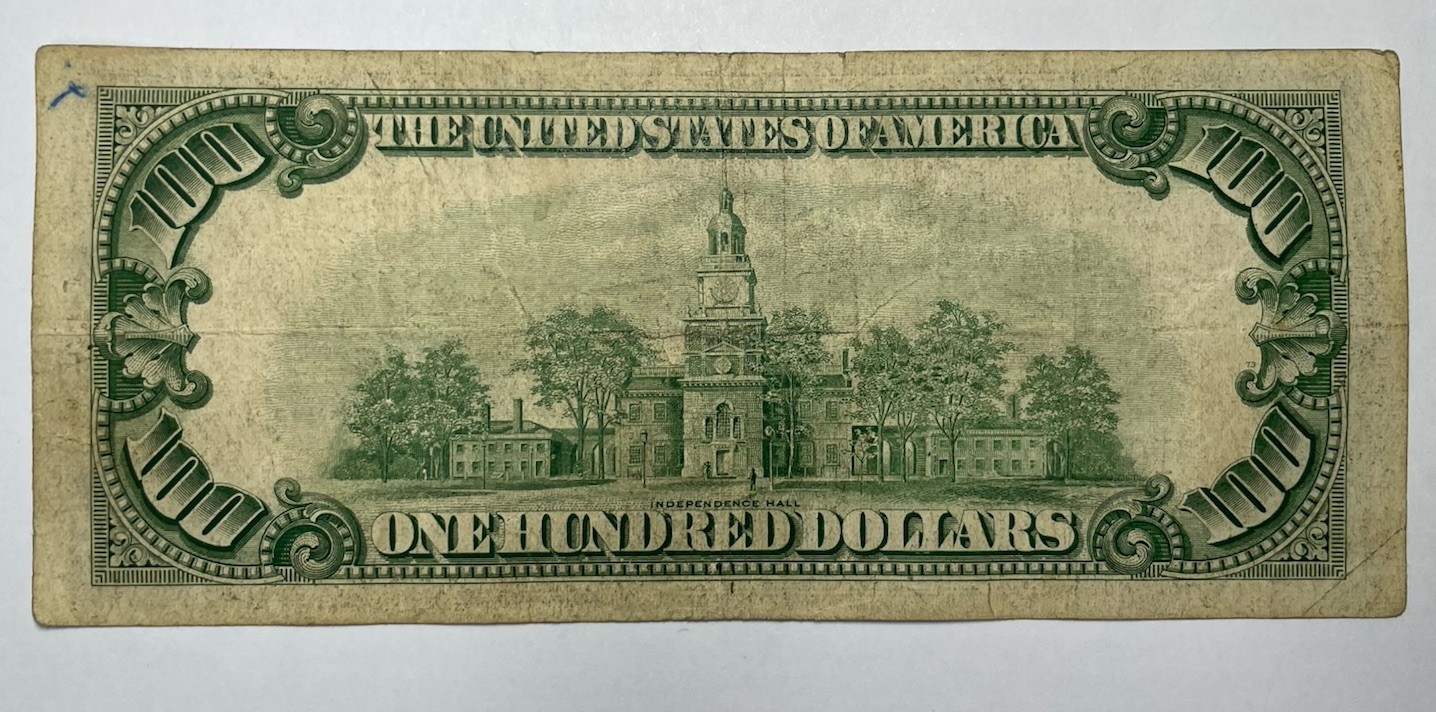 100 THE UNITED STATES OF AMERICA 100
INDEPENDENCE HALL
100 ONE HUNDRED DOLLARS 100